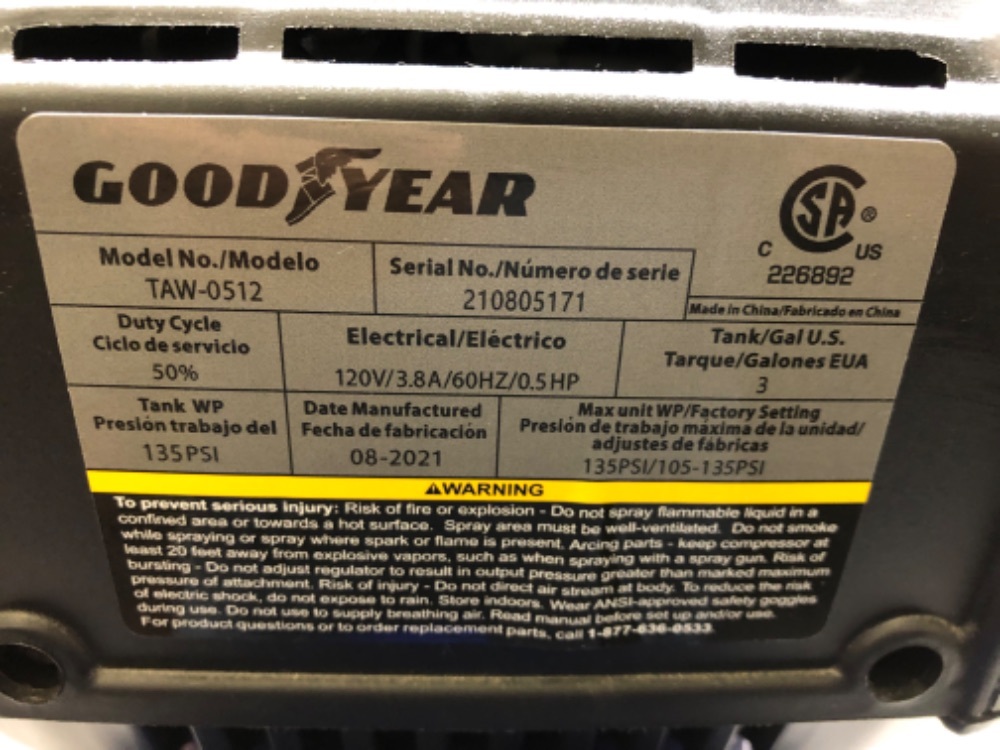 GOOD YEAR
CSA ®
C US
226892
Model No./Modelo
TAW-0512
Serial No./Número de serie
210805171
Made in China/Fabricado en China
Duty Cycle
Ciclo de servicio
50%
Electrical/Eléctrico
120V/3.8A/60HZ/0.5HP
Tank/Gal U.S.
Tarque/Galones EUA
3
Tank WP
Presión trabajo del
135PSI
Date Manufactured
Fecha de fabricación
08-2021
Max unit WP/Factory Setting
Presión de trabajo máxima de la unidad/
adjustes de fábricas
135PSI/105-135PSI
WARNING
To prevent serious injury: Risk of fire or explosion - Do not spray flammable liquid in a
confined area or towards a hot surface. Spray area must be well-ventilated. Do not smoke
while spraying or spray where spark or flame is present. Arcing parts - keep compressor at
least 20 feet away from explosive vapors, such as when spraying with a spray gun. Risk of
bursting - Do not adjust regulator to result in output pressure greater than marked maximum
pressure of attachment. Risk of injury - Do not direct air stream at body. To reduce the risk
of electric shock, do not expose to rain. Store indoors. Wear ANSI-approved safety goggles
during use. Do not use to supply breathing air. Read manual before set up and/or use.
For product questions or to order replacement parts, call 1-877-636-0533.